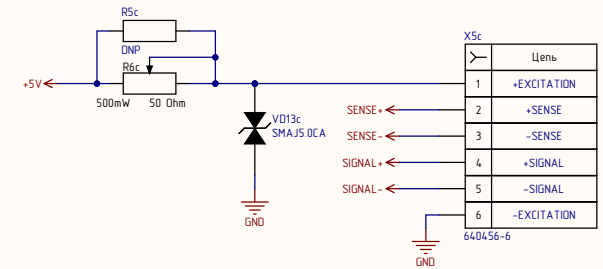 R5c
DNP
R6c
+5V
500mW 50 Ohm
VD13c
SMAJ5.0CA
GND
X5c
Цепь
1 +EXCITATION
SENSE+ 2 +SENSE
SENSE- 3 -SENSE
SIGNAL+ 4 +SIGNAL
SIGNAL- 5 -SIGNAL
6 -EXCITATION
640456-6
GND